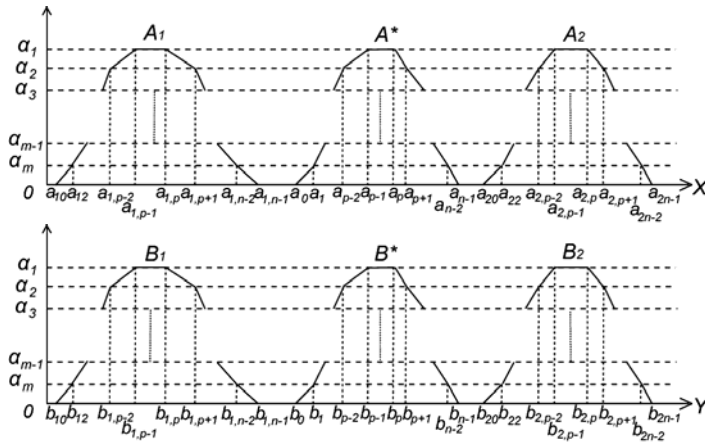 A₁ A* A₂
α₁
α₂
α₃
αₘ₋₁
αₘ
0 a₁₀ a₁₂ a₁,ₚ₋₂ a₁,ₚ a₁,ₚ₊₁ a₁,ₙ₋₂ a₁,ₙ₋₁ a₀ a₁ aₚ₋₂ aₚ₋₁ aₚ aₚ₊₁ aₙ₋₁ a₂₀ a₂₂ a₂,ₚ₋₂ a₂,ₚ a₂,ₚ₊₁ a₂ₙ₋₁ X
a₁,ₚ₋₁ aₙ₋₂ a₂,ₚ₋₁ a₂ₙ₋₂
B₁ B* B₂
α₁
α₂
α₃
αₘ₋₁
αₘ
0 b₁₀ b₁₂ b₁,ₚ₋₂ b₁,ₚ b₁,ₚ₊₁ b₁,ₙ₋₂ b₁,ₙ₋₁ b₀ b₁ bₚ₋₂ bₚ₋₁ bₚ bₚ₊₁ bₙ₋₁ b₂₀ b₂₂ b₂,ₚ₋₂ b₂,ₚ b₂,ₚ₊₁ b₂ₙ₋₁ Y
b₁,ₚ₋₁ bₙ₋₂ b₂,ₚ₋₁ b₂ₙ₋₂